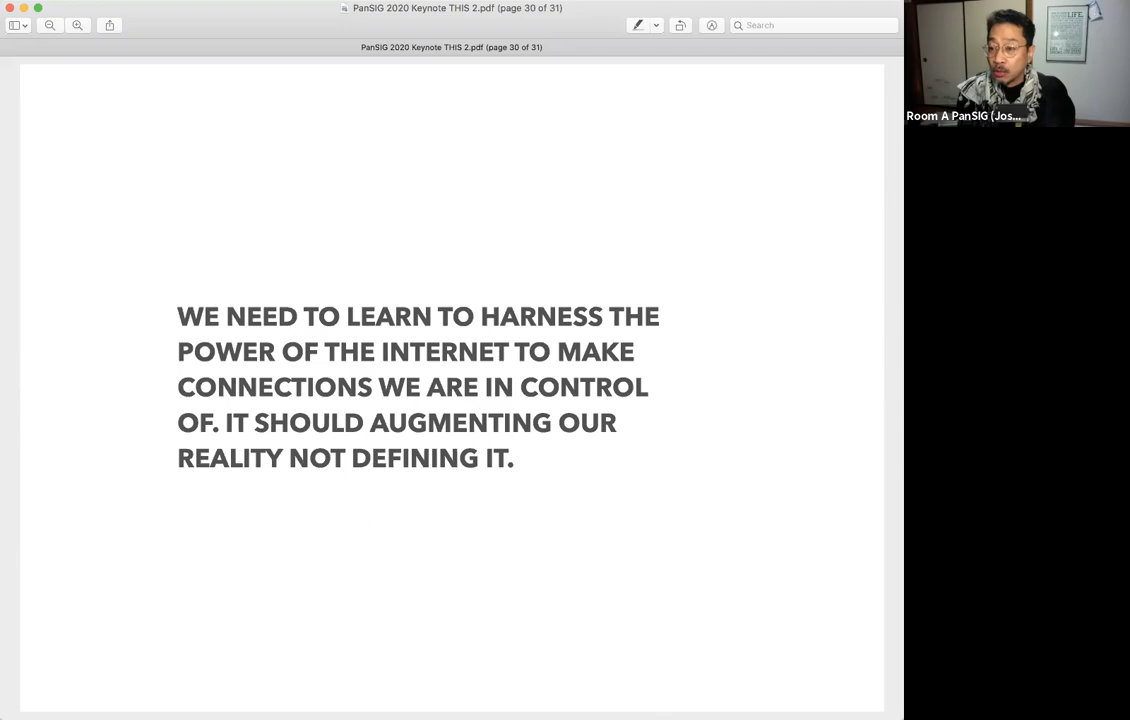 PanSIG 2020 Keynote THIS 2.pdf (page 30 of 31)
Search
PanSIG 2020 Keynote THIS 2.pdf (page 30 of 31)
WE NEED TO LEARN TO HARNESS THE
POWER OF THE INTERNET TO MAKE
CONNECTIONS WE ARE IN CONTROL
OF. IT SHOULD AUGMENTING OUR
REALITY NOT DEFINING IT.
LIFE
Room A PanSIG (Jos...